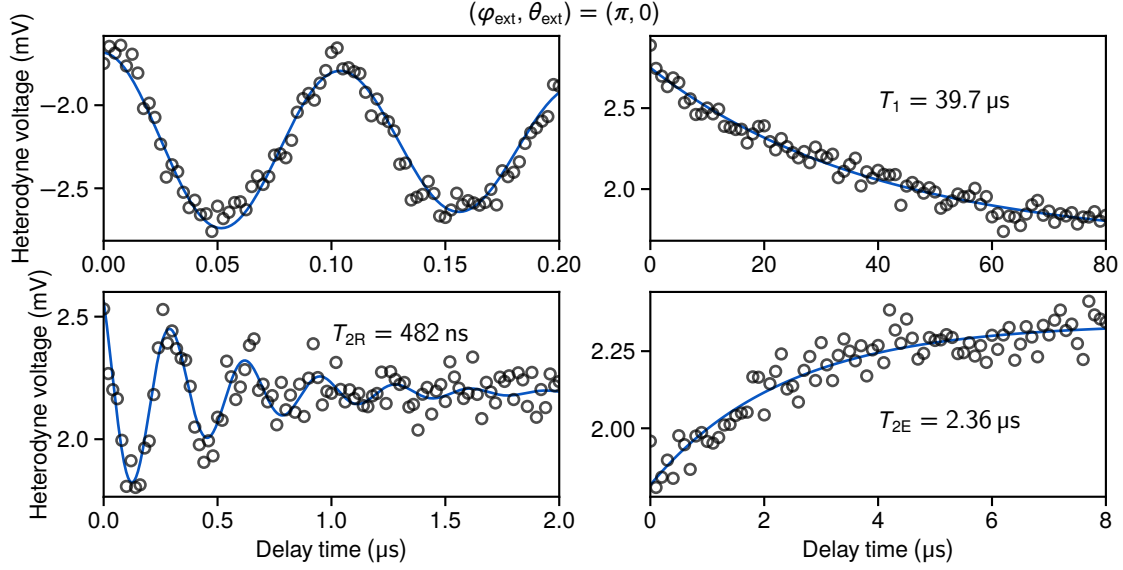 (φext, θext) = (π, 0)
Heterodyne voltage (mV)
−2.0
−2.5
0.00 0.05 0.10 0.15 0.20
T1 = 39.7 μs
2.5
2.0
0 20 40 60 80
Heterodyne voltage (mV)
T2R = 482 ns
2.5
2.0
0.0 0.5 1.0 1.5 2.0
Delay time (μs)
2.25
2.00
T2E = 2.36 μs
0 2 4 6 8
Delay time (μs)